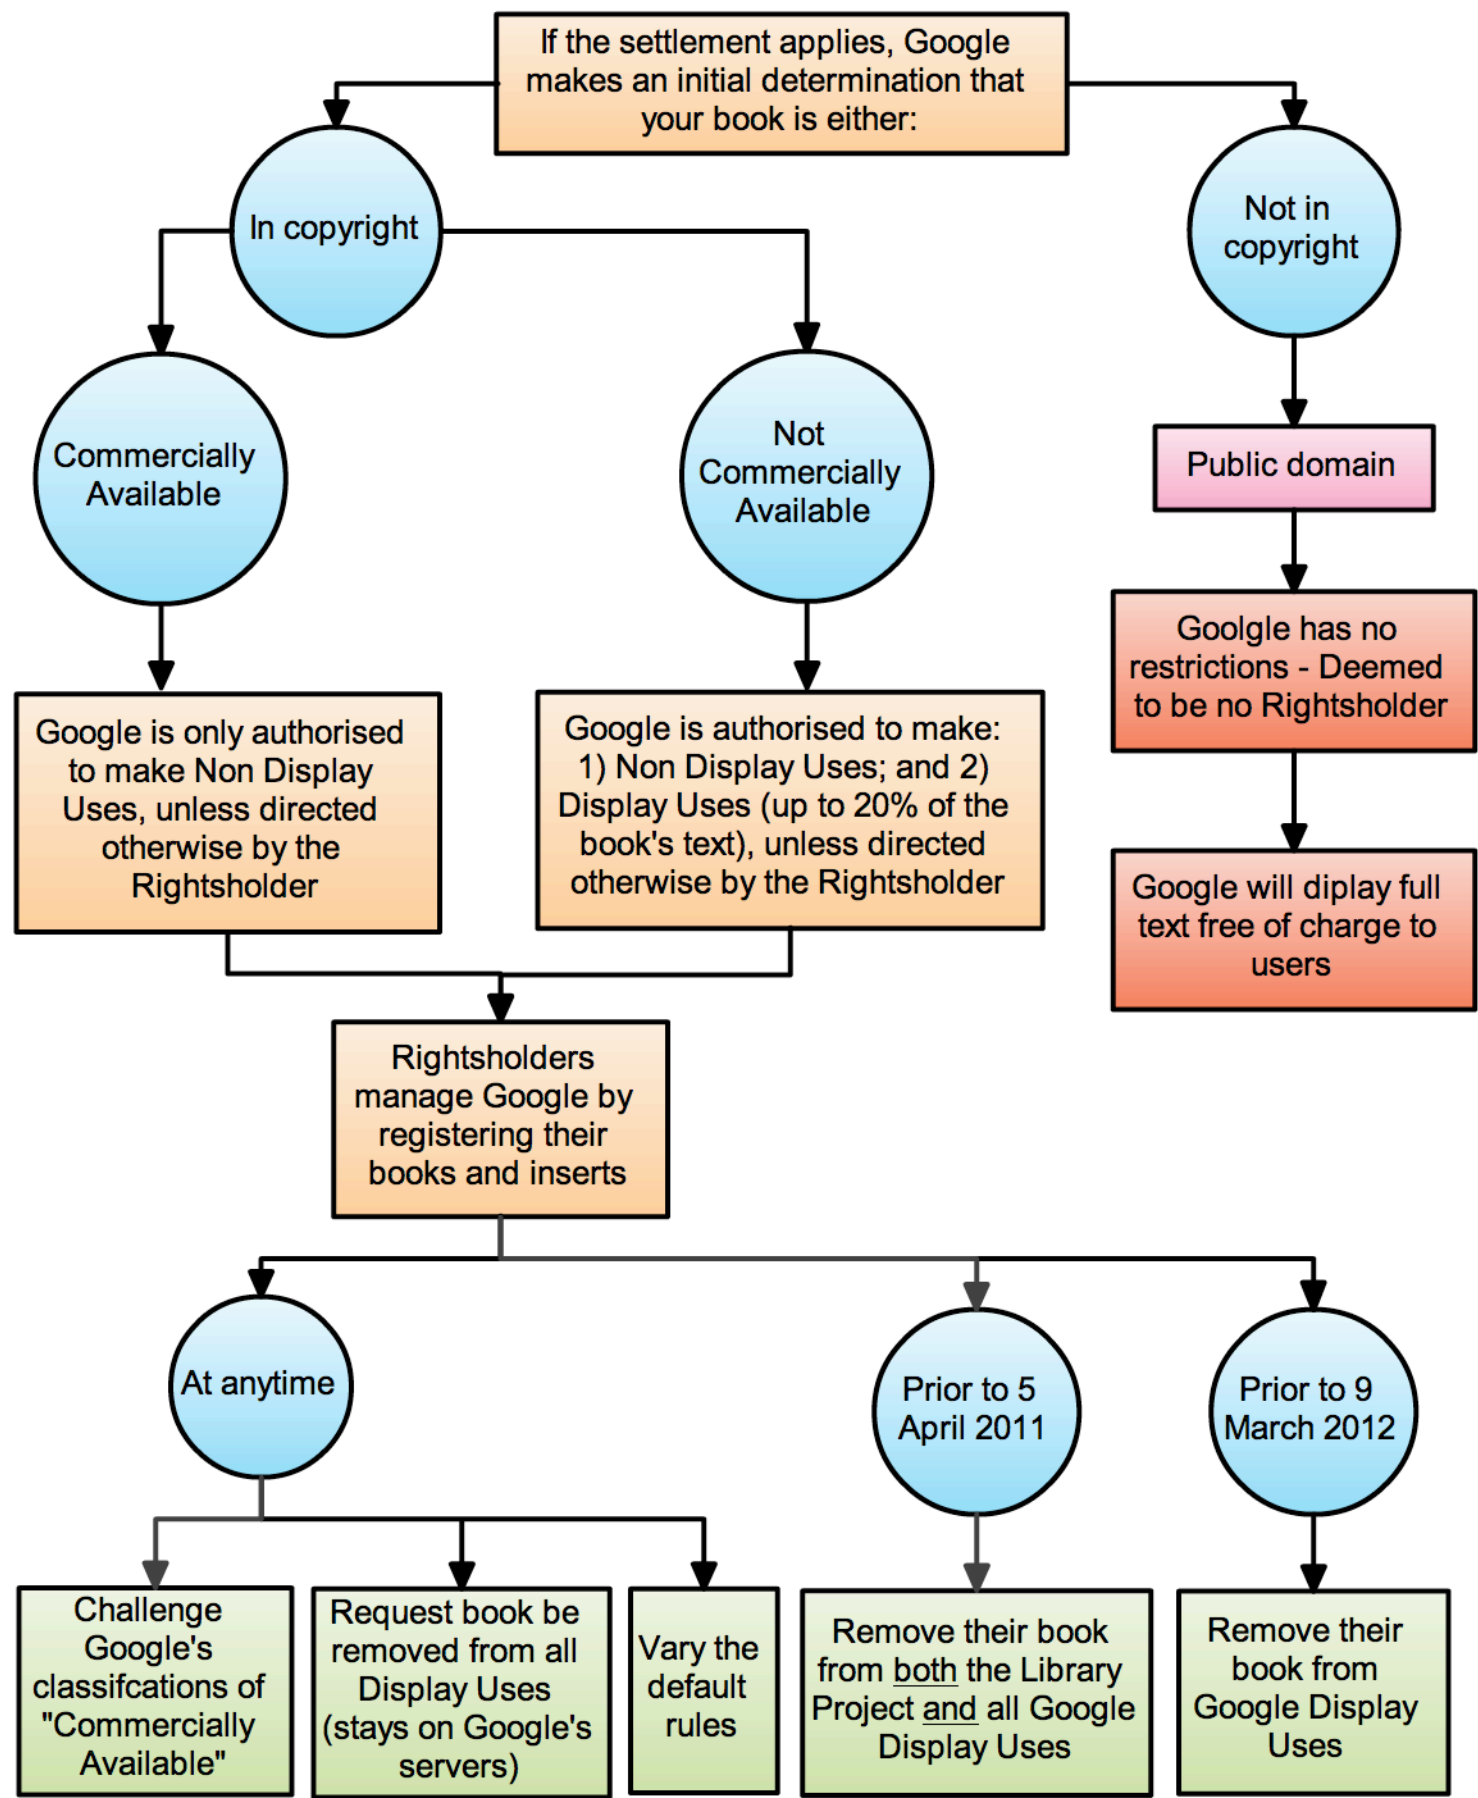 If the settlement applies, Google
makes an initial determination that
your book is either:
In copyright
Not in
copyright
Commercially
Available
Not
Commercially
Available
Public domain
Goolgle has no
restrictions - Deemed
to be no Rightsholder
Google is only authorised
to make Non Display
Uses, unless directed
otherwise by the
Rightsholder
Google is authorised to make:
1) Non Display Uses; and 2)
Display Uses (up to 20% of the
book's text), unless directed
otherwise by the Rightsholder
Google will diplay full
text free of charge to
users
Rightsholders
manage Google by
registering their
books and inserts
At anytime
Prior to 5
April 2011
Prior to 9
March 2012
Challenge
Google's
classifcations of
"Commercially
Available"
Request book be
removed from all
Display Uses
(stays on Google's
servers)
Vary the
default
rules
Remove their book
from both the Library
Project and all Google
Display Uses
Remove their
book from
Google Display
Uses